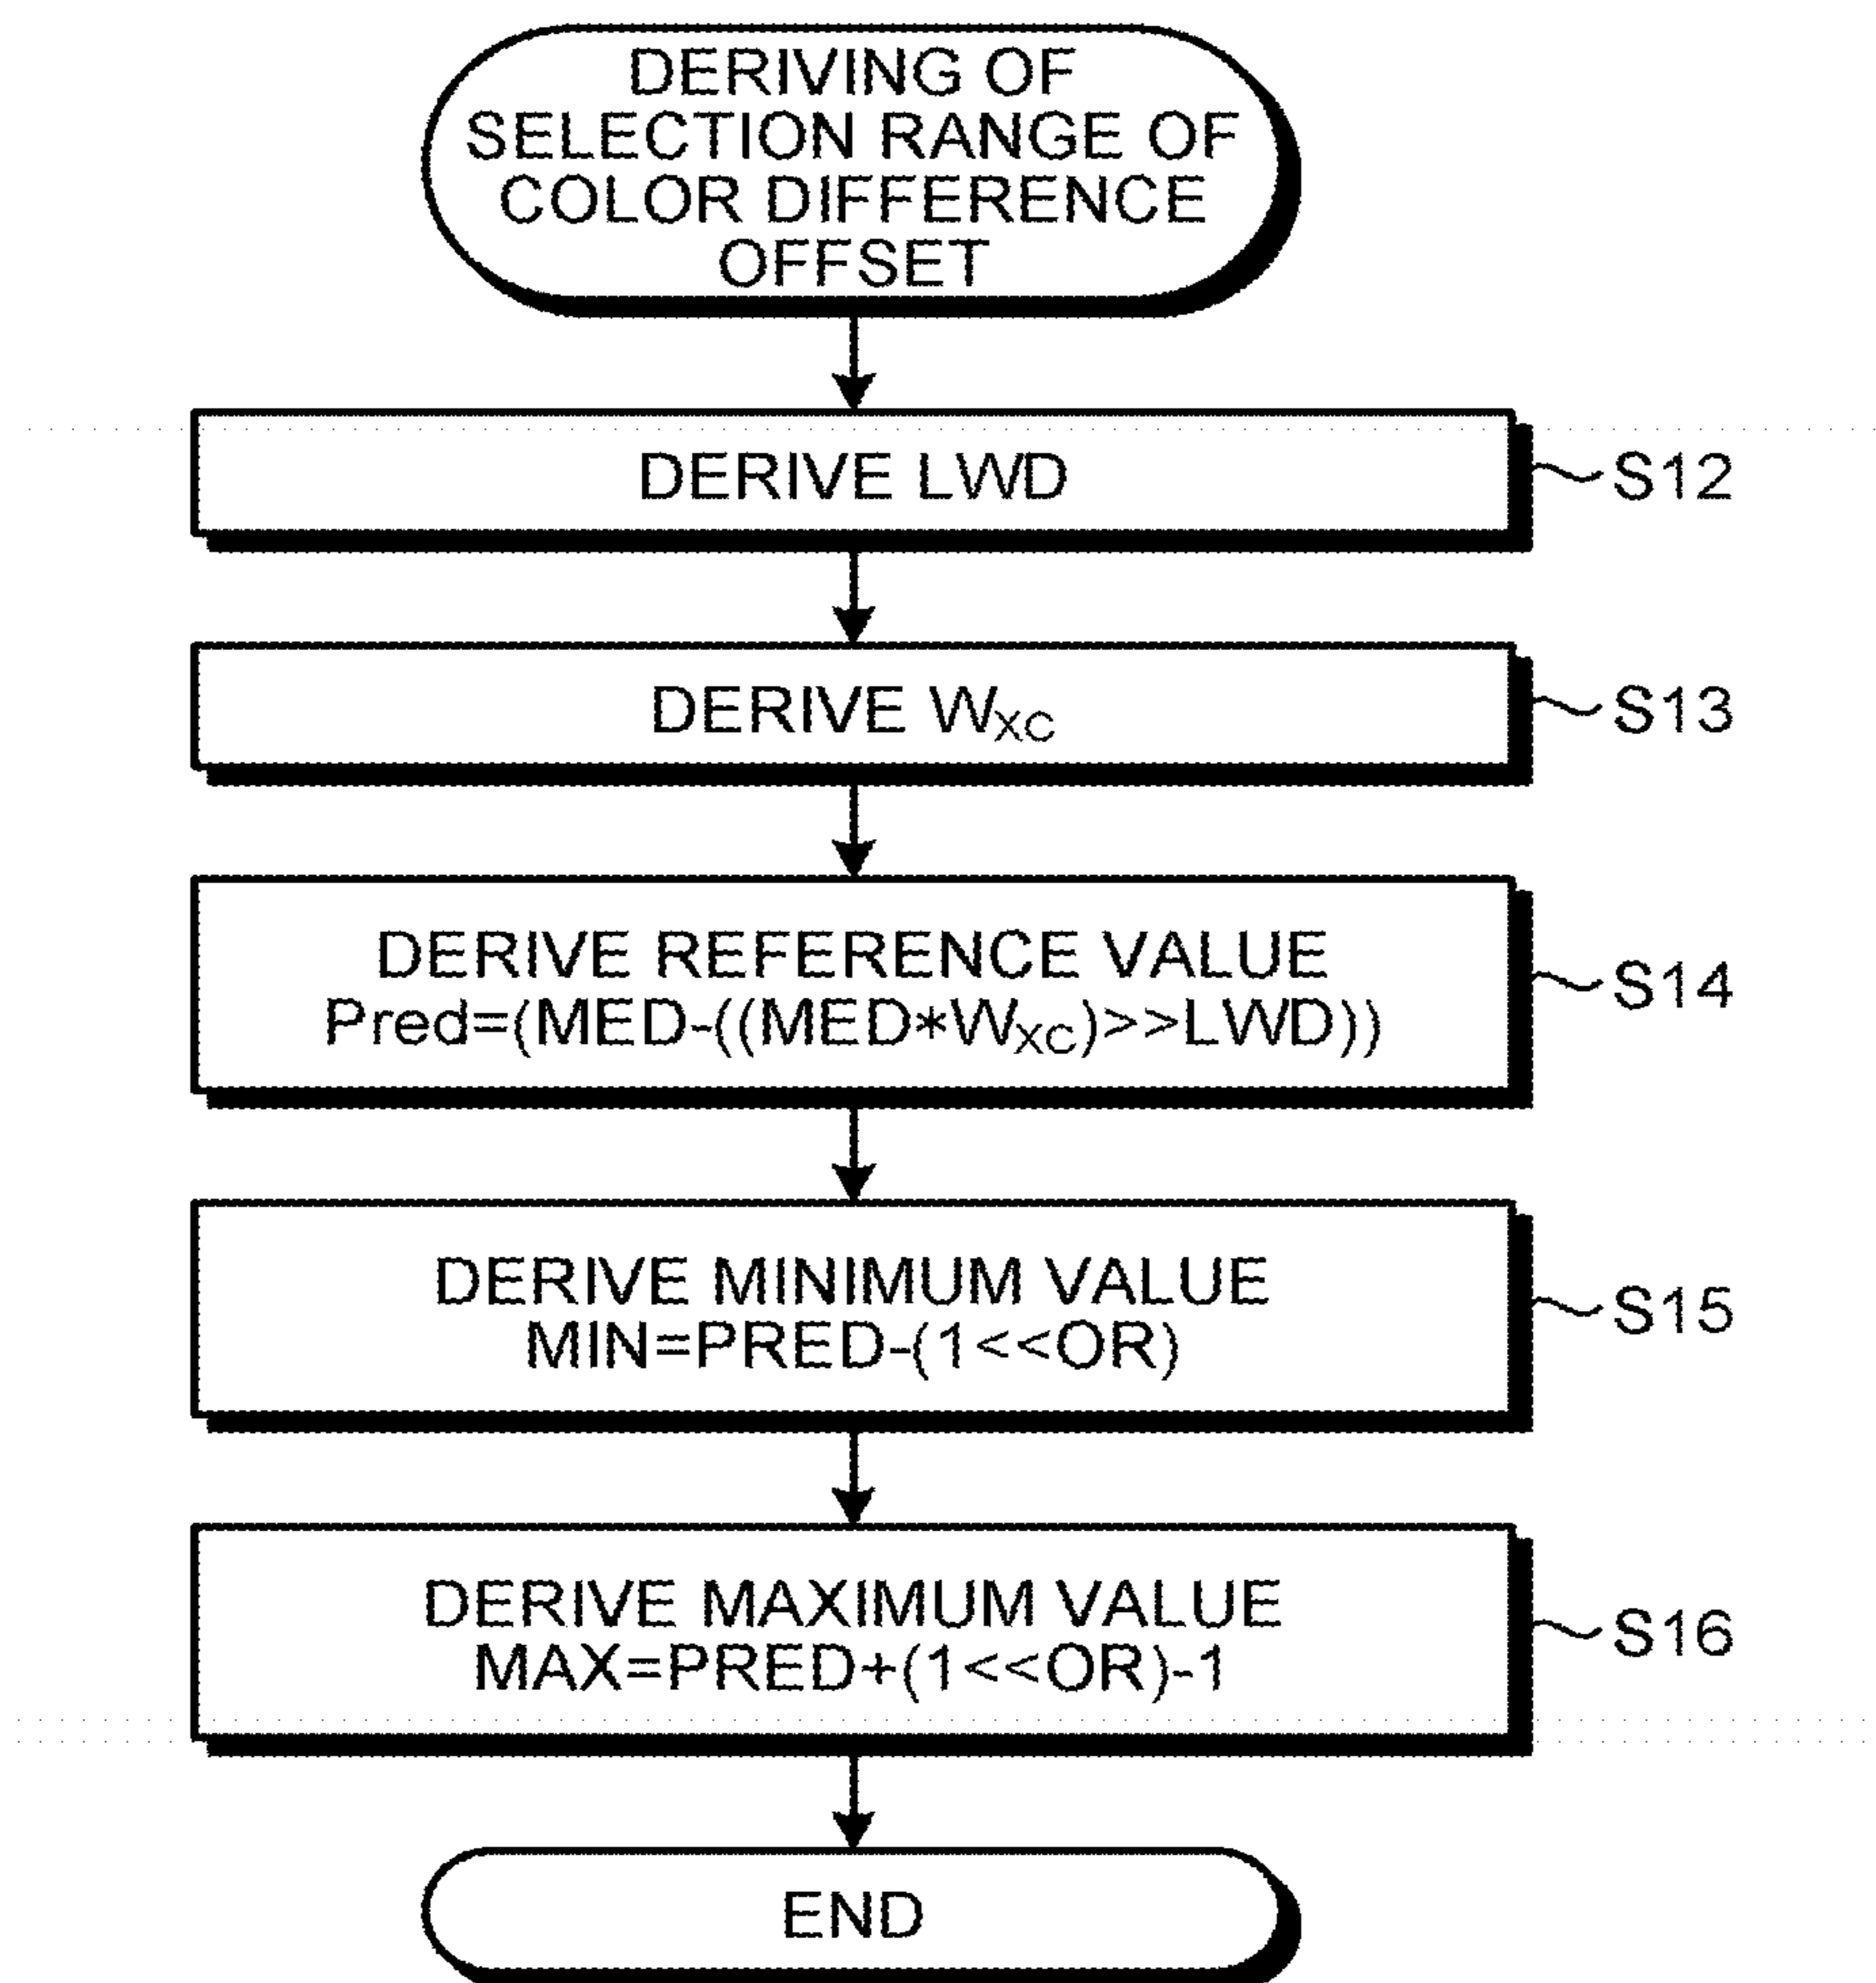 DERIVING OF
SELECTION RANGE OF
COLOR DIFFERENCE
OFFSET
DERIVE LWD
S12
DERIVE W_XC
S13
DERIVE REFERENCE VALUE
Pred=(MED-((MED*W_XC)>>LWD))
S14
DERIVE MINIMUM VALUE
MIN=PRED-(1<<OR)
S15
DERIVE MAXIMUM VALUE
MAX=PRED+(1<<OR)-1
S16
END